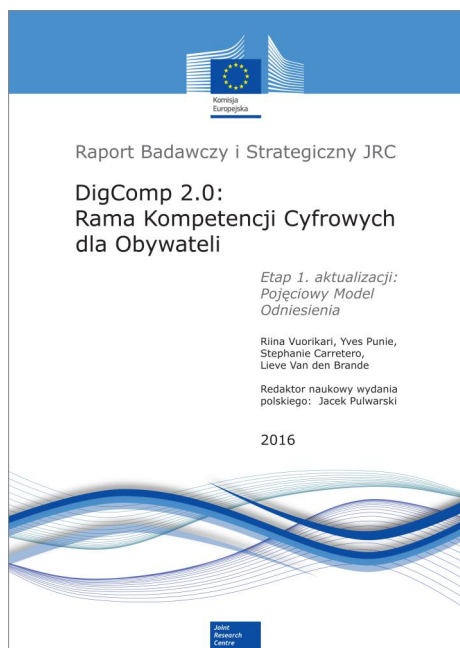 Komisja
Europejska
Raport Badawczy i Strategiczny JRC
DigComp 2.0:
Rama Kompetencji Cyfrowych
dla Obywateli
Etap 1. aktualizacji:
Pojęciowy Model
Odniesienia
Riina Vuorikari, Yves Punie,
Stephanie Carretero,
Lieve Van den Brande
Redaktor naukowy wydania
polskiego: Jacek Pulwarski
2016
Joint
Research
Centre